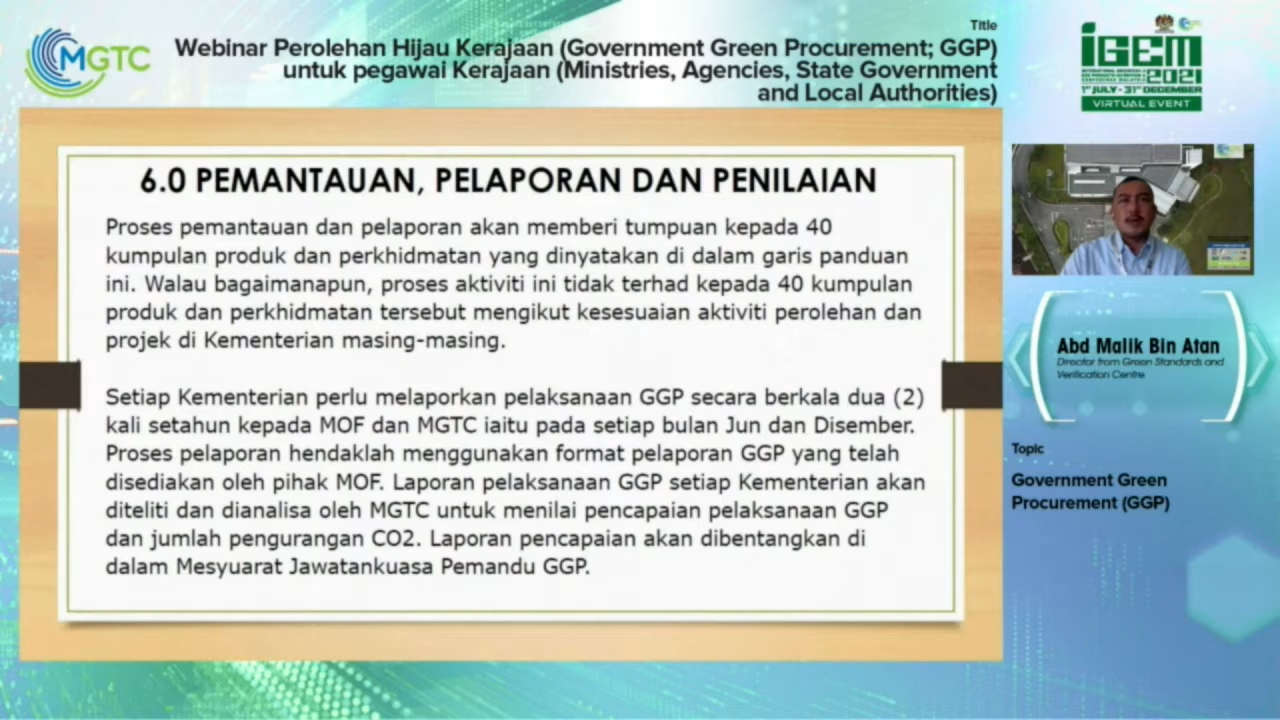 MGTC
Title
Webinar Perolehan Hijau Kerajaan (Government Green Procurement; GGP)
untuk pegawai Kerajaan (Ministries, Agencies, State Government
and Local Authorities)
iGEM
2021
1ST JULY - 31ST DECEMBER
VIRTUAL EVENT
6.0 PEMANTAUAN, PELAPORAN DAN PENILAIAN
Proses pemantauan dan pelaporan akan memberi tumpuan kepada 40
kumpulan produk dan perkhidmatan yang dinyatakan di dalam garis panduan
ini. Walau bagaimanapun, proses aktiviti ini tidak terhad kepada 40 kumpulan
produk dan perkhidmatan tersebut mengikut kesesuaian aktiviti perolehan dan
projek di Kementerian masing-masing.
Setiap Kementerian perlu melaporkan pelaksanaan GGP secara berkala dua (2)
kali setahun kepada MOF dan MGTC iaitu pada setiap bulan Jun dan Disember.
Proses pelaporan hendaklah menggunakan format pelaporan GGP yang telah
disediakan oleh pihak MOF. Laporan pelaksanaan GGP setiap Kementerian akan
diteliti dan dianalisa oleh MGTC untuk menilai pencapaian pelaksanaan GGP
dan jumlah pengurangan CO2. Laporan pencapaian akan dibentangkan di
dalam Mesyuarat Jawatankuasa Pemandu GGP.
Abd Malik Bin Atan
Director from Green Standards and
Verification Centre
Topic
Government Green
Procurement (GGP)